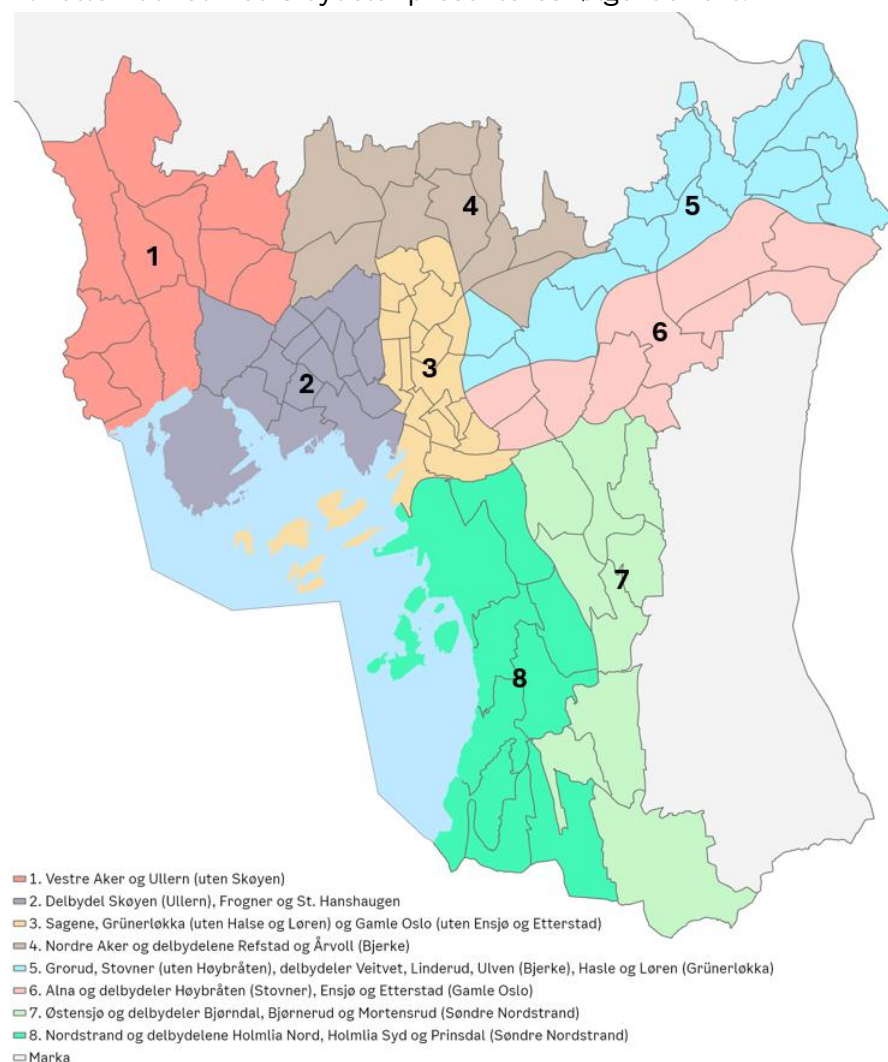 4
5
1
6
3
2
7
8
1. Vestre Aker og Ullern (uten Skøyen)
2. Delbydel Skøyen (Ullern), Frogner og St. Hanshaugen
3. Sagene, Grünerløkka (uten Halse og Løren) og Gamle Oslo (uten Ensjø og Etterstad)
4. Nordre Aker og delbydelene Refstad og Årvoll (Bjerke)
5. Grorud, Stovner (uten Høybråten), delbydeler Veitvet, Linderud, Ulven (Bjerke), Hasle og Løren (Grünerløkka)
6. Alna og delbydeler Høybråten (Stovner), Ensjø og Etterstad (Gamle Oslo)
7. Østensjø og delbydeler Bjørndal, Bjørnerud og Mortensrud (Søndre Nordstrand)
8. Nordstrand og delbydelene Holmlia Nord, Holmlia Syd og Prinsdal (Søndre Nordstrand)
Marka